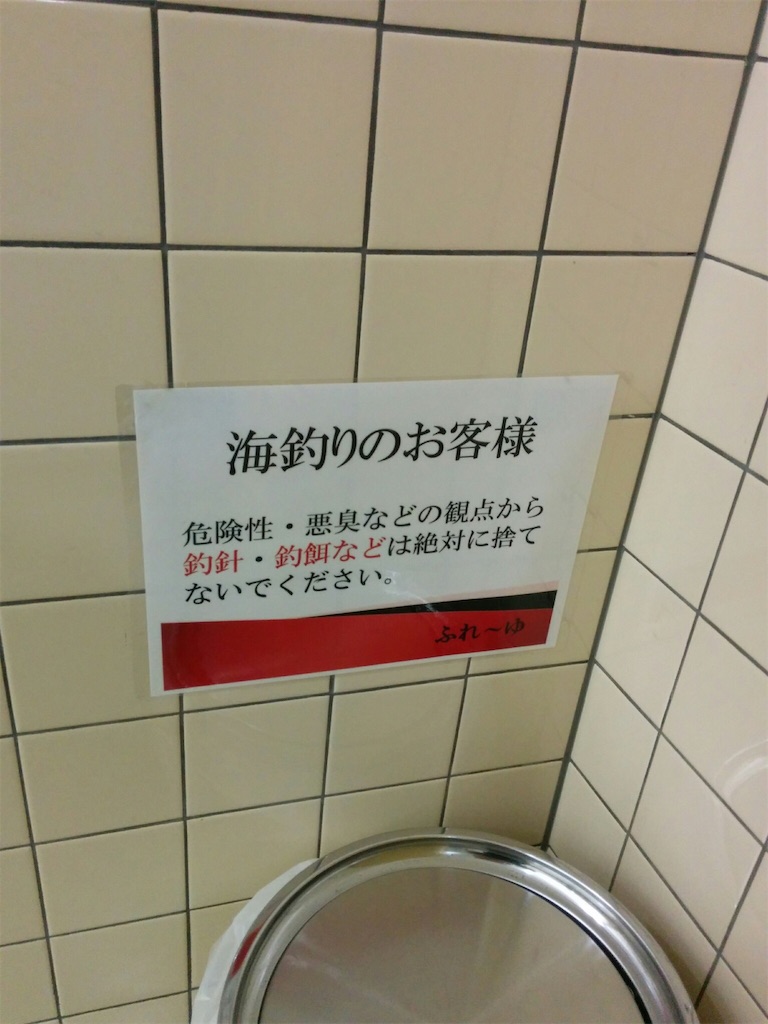 海釣りのお客様
危険性・悪臭などの観点から
釣針・釣餌などは絶対に捨て
ないでください。
ふれ～ゆ